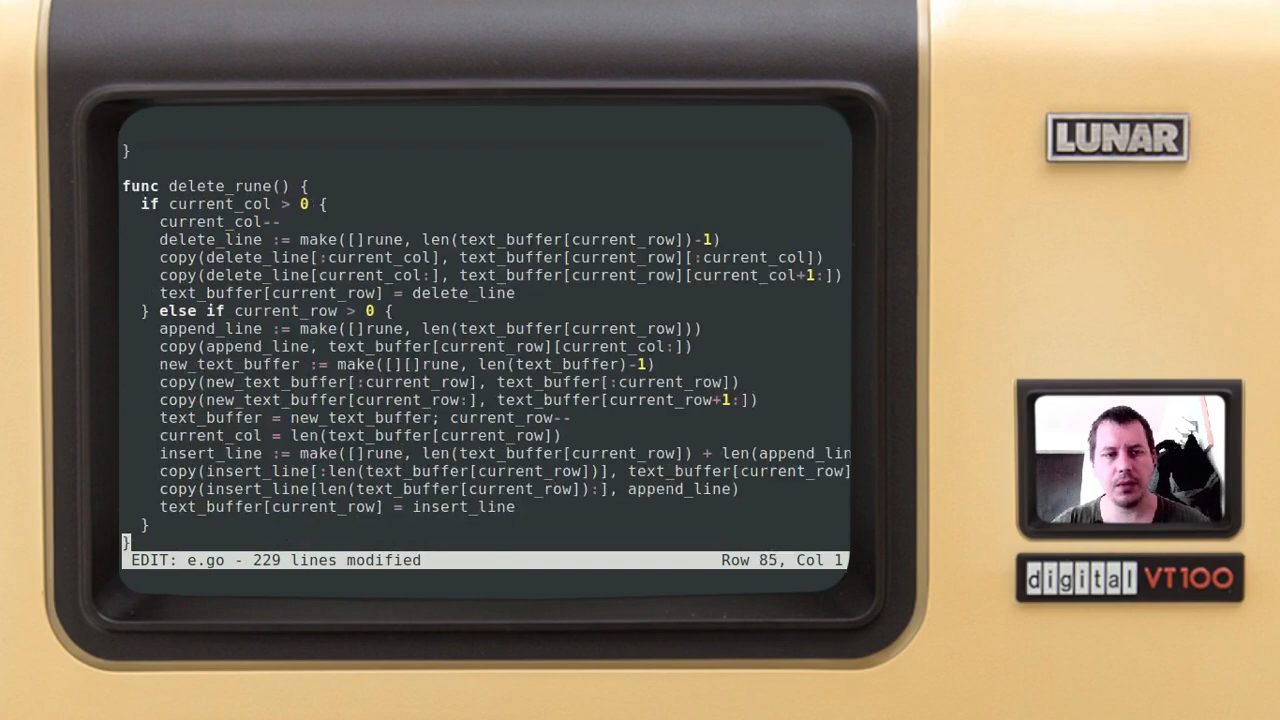 }
func delete_rune() {
  if current_col > 0 {
    current_col--
    delete_line := make([]rune, len(text_buffer[current_row])-1)
    copy(delete_line[:current_col], text_buffer[current_row][:current_col])
    copy(delete_line[current_col:], text_buffer[current_row][current_col+1:])
    text_buffer[current_row] = delete_line
  } else if current_row > 0 {
    append_line := make([]rune, len(text_buffer[current_row]))
    copy(append_line, text_buffer[current_row][current_col:])
    new_text_buffer := make([][]rune, len(text_buffer)-1)
    copy(new_text_buffer[:current_row], text_buffer[:current_row])
    copy(new_text_buffer[current_row:], text_buffer[current_row+1:])
    text_buffer = new_text_buffer; current_row--
    current_col = len(text_buffer[current_row])
    insert_line := make([]rune, len(text_buffer[current_row]) + len(append_lin
    copy(insert_line[:len(text_buffer[current_row])], text_buffer[current_row]
    copy(insert_line[len(text_buffer[current_row]):], append_line)
    text_buffer[current_row] = insert_line
  }
}
EDIT: e.go - 229 lines modified Row 85, Col 1
LUNAR
digital VT100